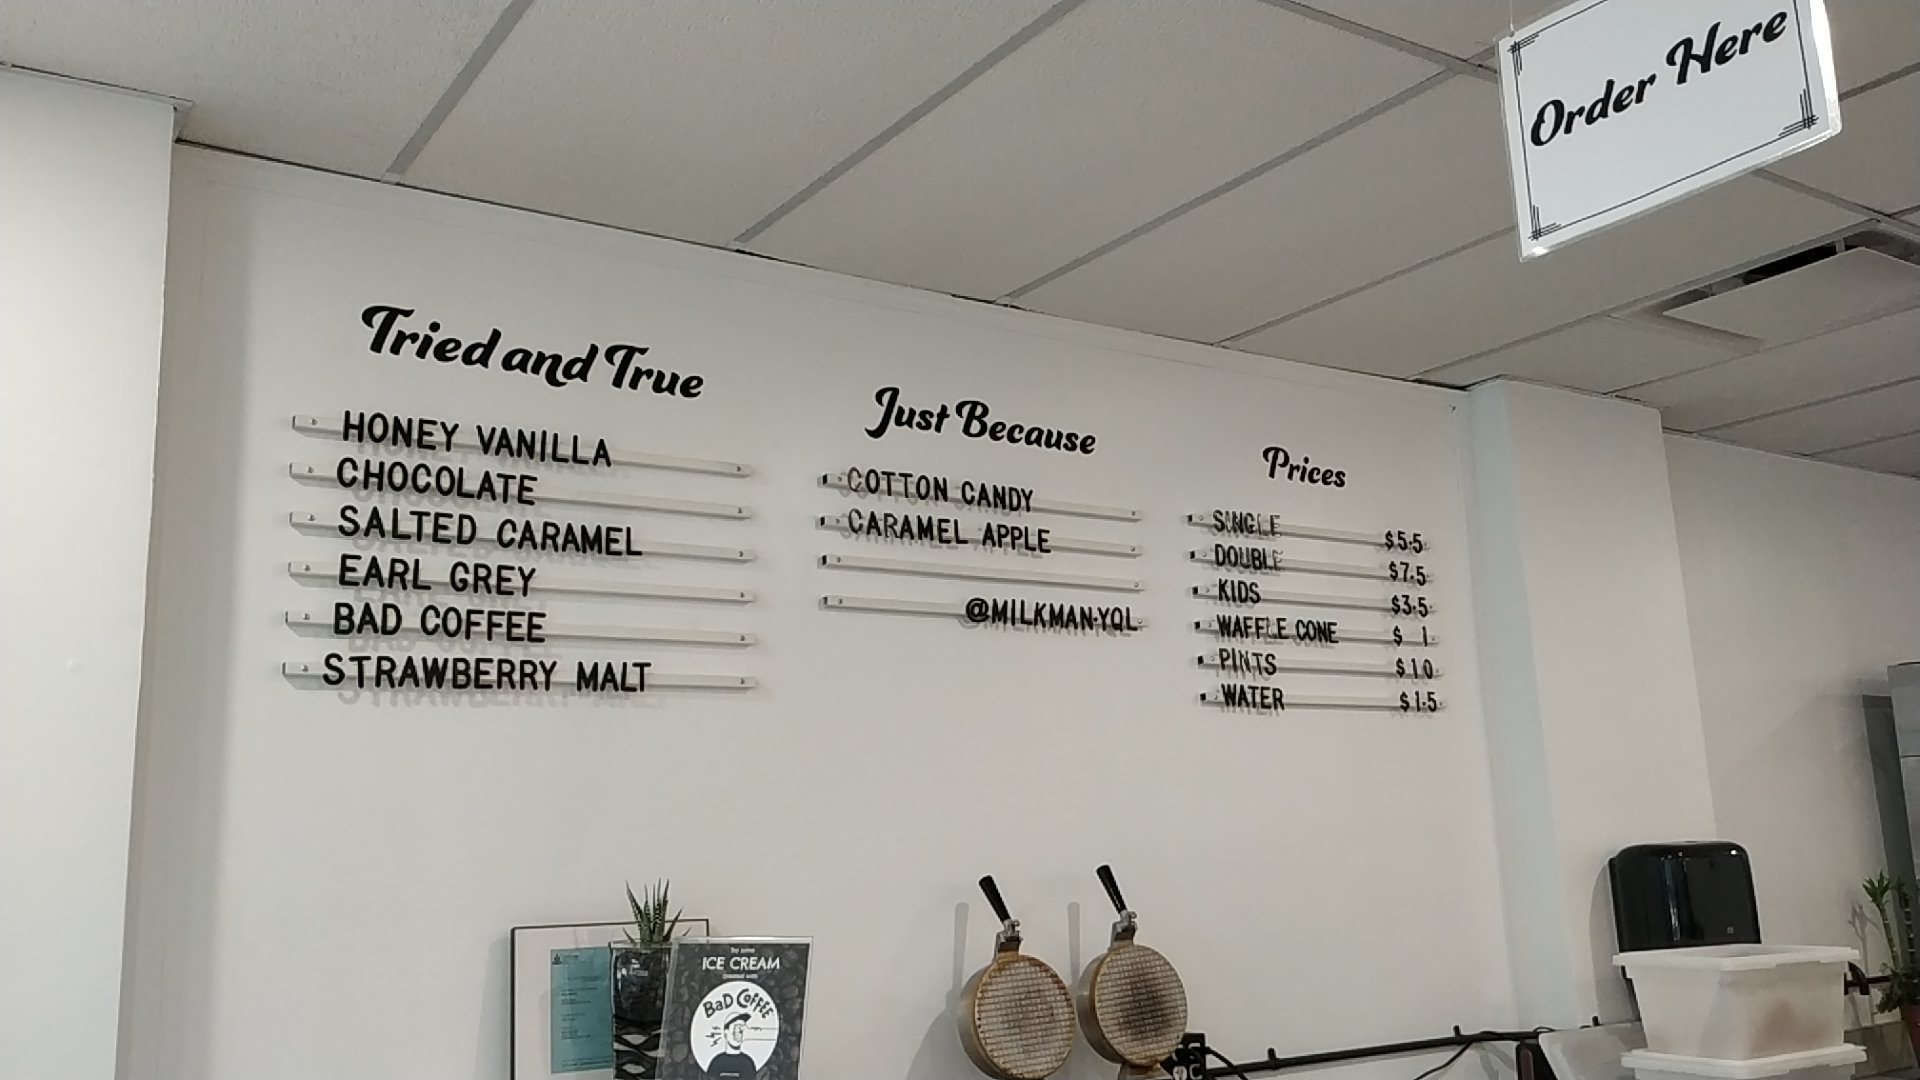 Order Here
Tried and True
HONEY VANILLA
CHOCOLATE
SALTED CARAMEL
EARL GREY
BAD COFFEE
STRAWBERRY MALT
Just Because
COTTON CANDY
CARAMEL APPLE
@MILKMAN.YQL
Prices
SINGLE $5.5
DOUBLE $7.5
KIDS $3.5
WAFFLE CONE $ 1
PINTS $10
WATER $1.5
ICE CREAM
BaD CoFFEE